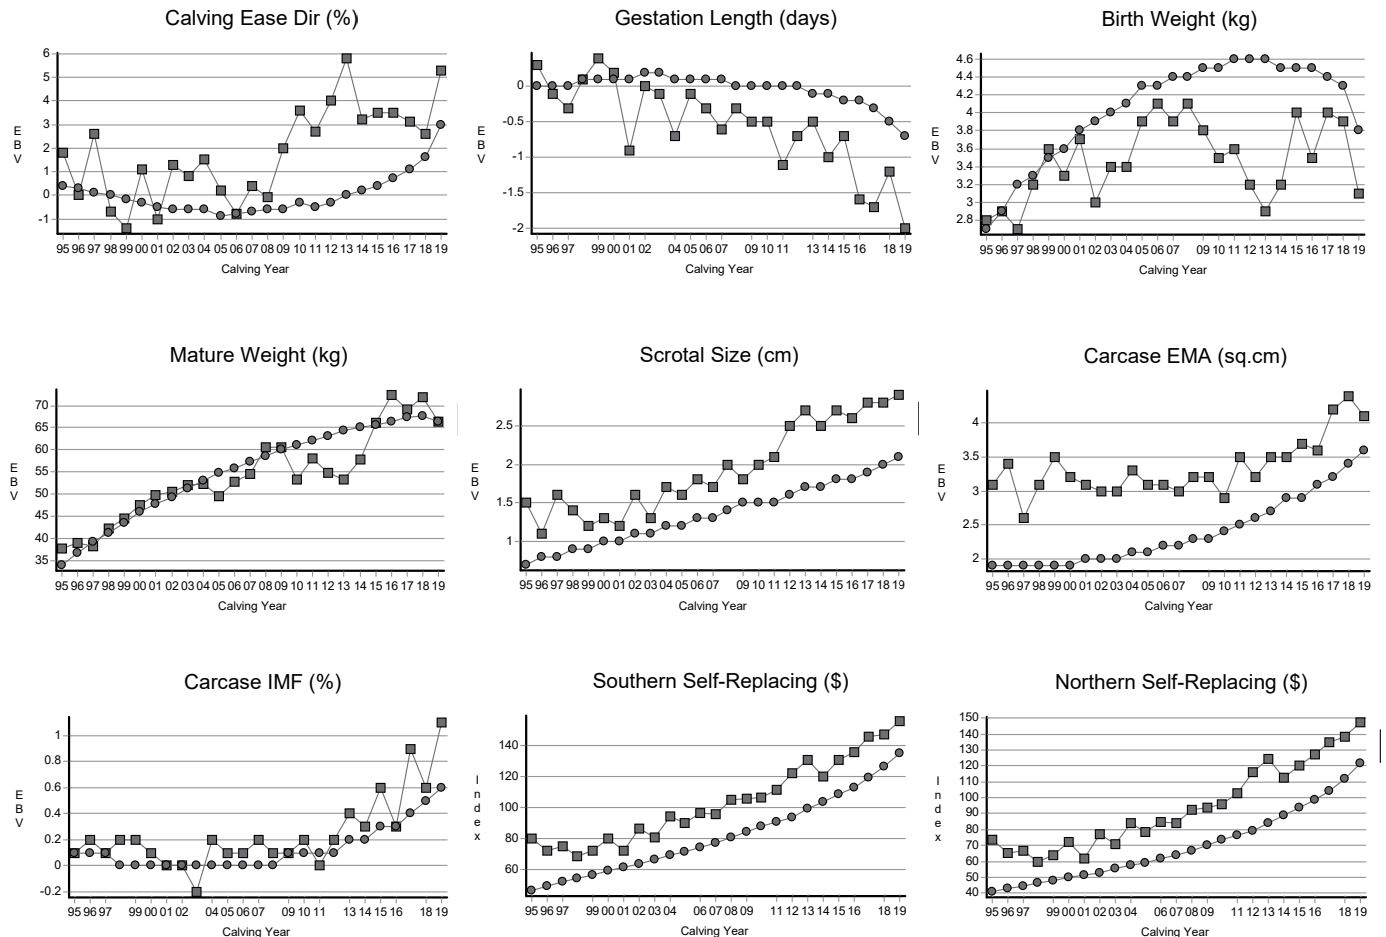 Calving Ease Dir (%)
6
5
4
3
2
1
0
-1
E
B
V
95 96 97 98 99 00 01 02 03 04 05 06 07 08 09 10 11 12 13 14 15 16 17 18 19
Calving Year
Gestation Length (days)
0
-0.5
-1
-1.5
-2
E
B
V
95 96 97 99 00 01 02 04 05 06 07 09 10 11 13 14 15 16 18 19
Calving Year
Birth Weight (kg)
4.6
4.4
4.2
4
3.8
3.6
3.4
3.2
3
2.8
E
B
V
95 96 97 98 99 00 01 02 03 04 05 06 07 09 10 11 12 13 14 15 16 17 18 19
Calving Year
Mature Weight (kg)
70
65
60
55
50
45
40
35
E
B
V
95 96 97 98 99 00 01 02 03 04 05 06 07 08 09 10 11 12 13 14 15 16 17 18 19
Calving Year
Scrotal Size (cm)
2.5
2
1.5
1
E
B
V
95 96 97 98 99 00 01 02 03 04 05 06 07 09 10 11 12 13 14 15 16 17 18 19
Calving Year
Carcase EMA (sq.cm)
4
3.5
3
2.5
2
E
B
V
95 96 97 98 99 00 01 02 03 04 05 06 07 09 10 11 12 13 14 15 16 17 18 19
Calving Year
Carcase IMF (%)
1
0.8
0.6
0.4
0.2
0
-0.2
E
B
V
95 96 97 99 00 01 02 04 05 06 07 09 10 11 13 14 15 16 18 19
Calving Year
Southern Self-Replacing ($)
140
120
100
80
60
I
n
d
e
x
95 96 97 99 00 01 02 03 04 06 07 08 09 11 12 13 14 15 16 18 19
Calving Year
Northern Self-Replacing ($)
150
140
130
120
110
100
90
80
70
60
50
40
I
n
d
e
x
95 96 97 99 00 01 02 03 04 06 07 08 09 11 12 13 14 15 16 18 19
Calving Year